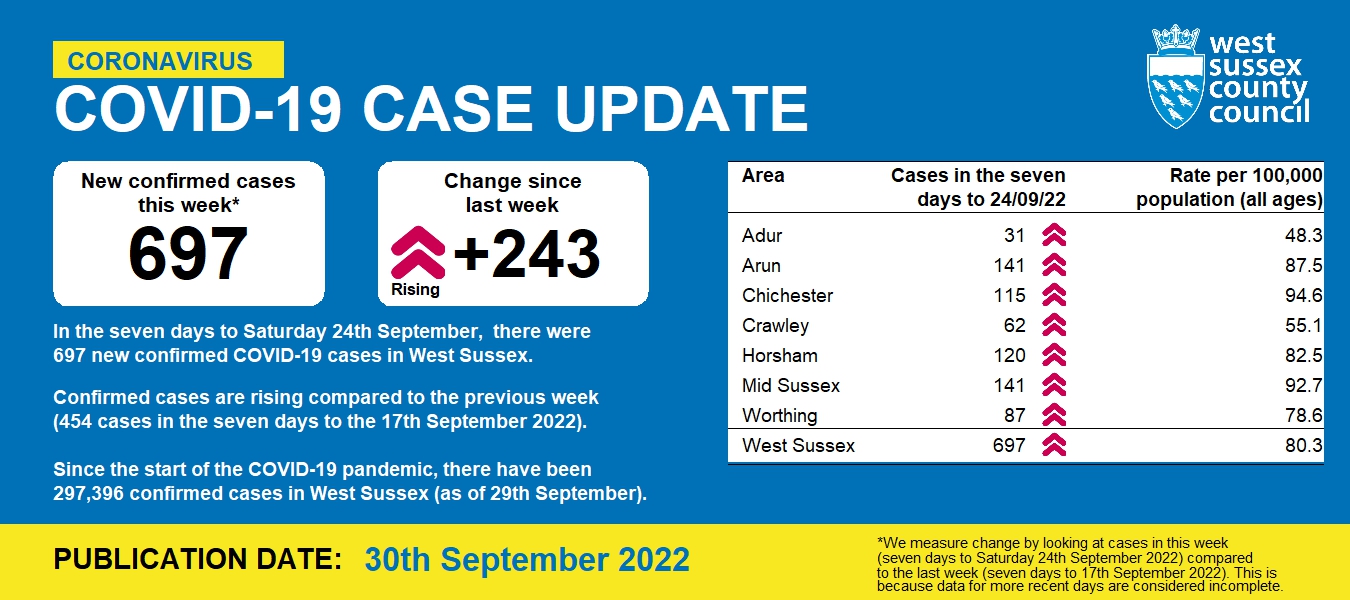 CORONAVIRUS
COVID-19 CASE UPDATE
west
sussex
county
council
New confirmed cases
this week*
697
Change since
last week
+243
Rising
In the seven days to Saturday 24th September,  there were
697 new confirmed COVID-19 cases in West Sussex.
Confirmed cases are rising compared to the previous week
(454 cases in the seven days to the 17th September 2022).
Since the start of the COVID-19 pandemic, there have been
297,396 confirmed cases in West Sussex (as of 29th September).
Area Cases in the seven Rate per 100,000
days to 24/09/22 population (all ages)
Adur 31 48.3
Arun 141 87.5
Chichester 115 94.6
Crawley 62 55.1
Horsham 120 82.5
Mid Sussex 141 92.7
Worthing 87 78.6
West Sussex 697 80.3
PUBLICATION DATE: 30th September 2022
*We measure change by looking at cases in this week
(seven days to Saturday 24th September 2022) compared
to the last week (seven days to 17th September 2022). This is
because data for more recent days are considered incomplete.